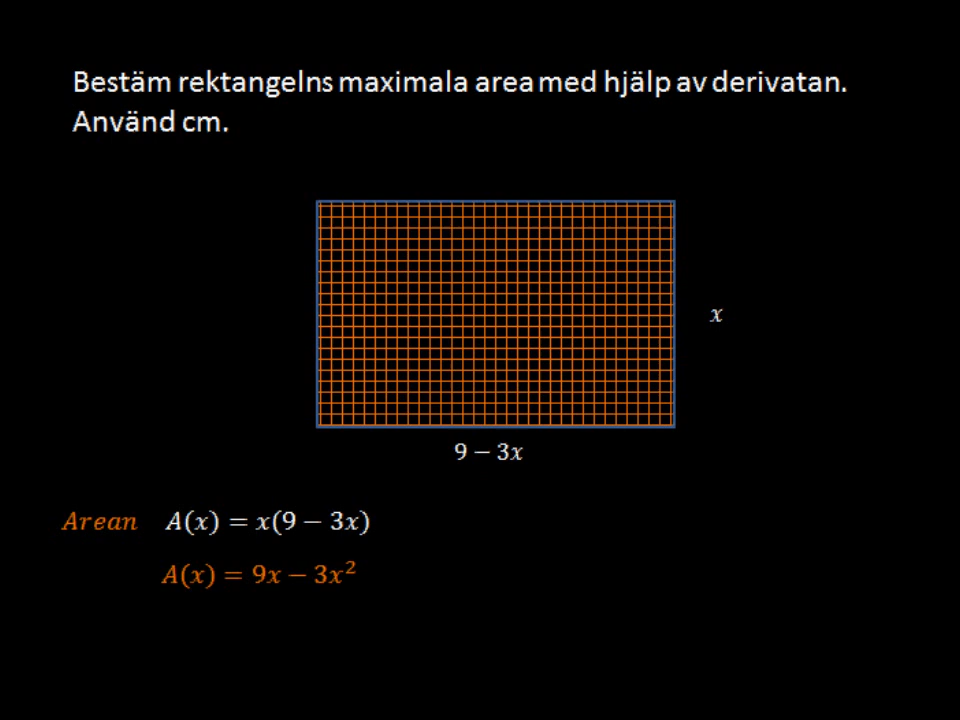 Bestäm rektangelns maximala area med hjälp av derivatan.
Använd cm.
x
9 − 3x
Arean A(x) = x(9 − 3x)
A(x) = 9x − 3x²